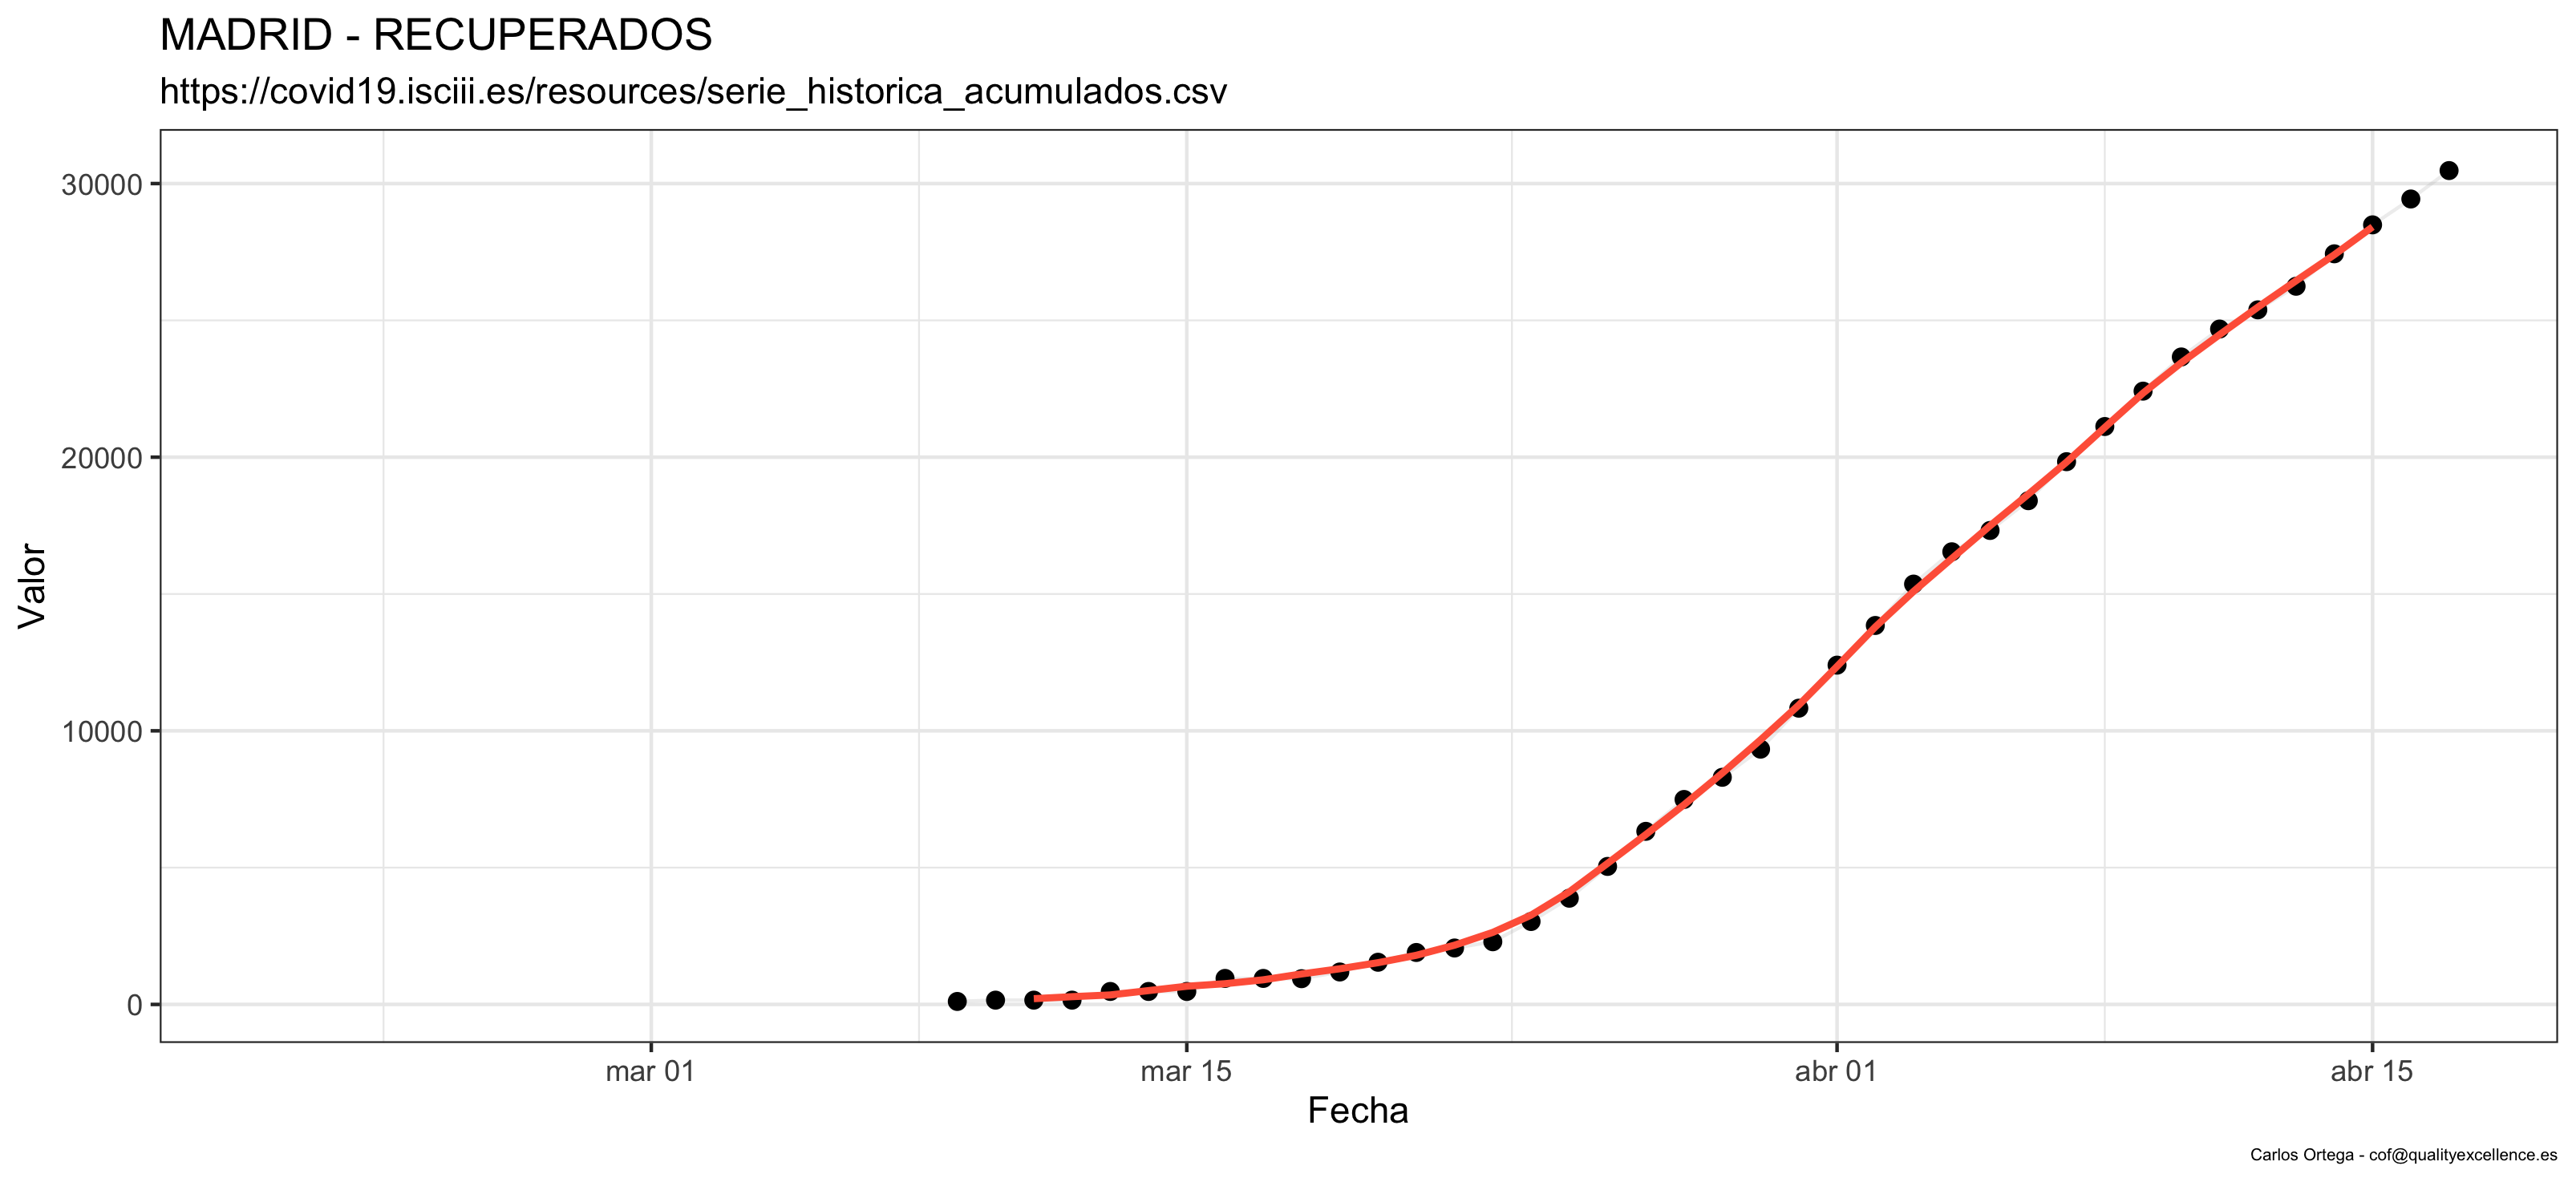 MADRID - RECUPERADOS
https://covid19.isciii.es/resources/serie_historica_acumulados.csv
Valor
30000
20000
10000
0
mar 01
mar 15
abr 01
abr 15
Fecha
Carlos Ortega - cof@qualityexcellence.es